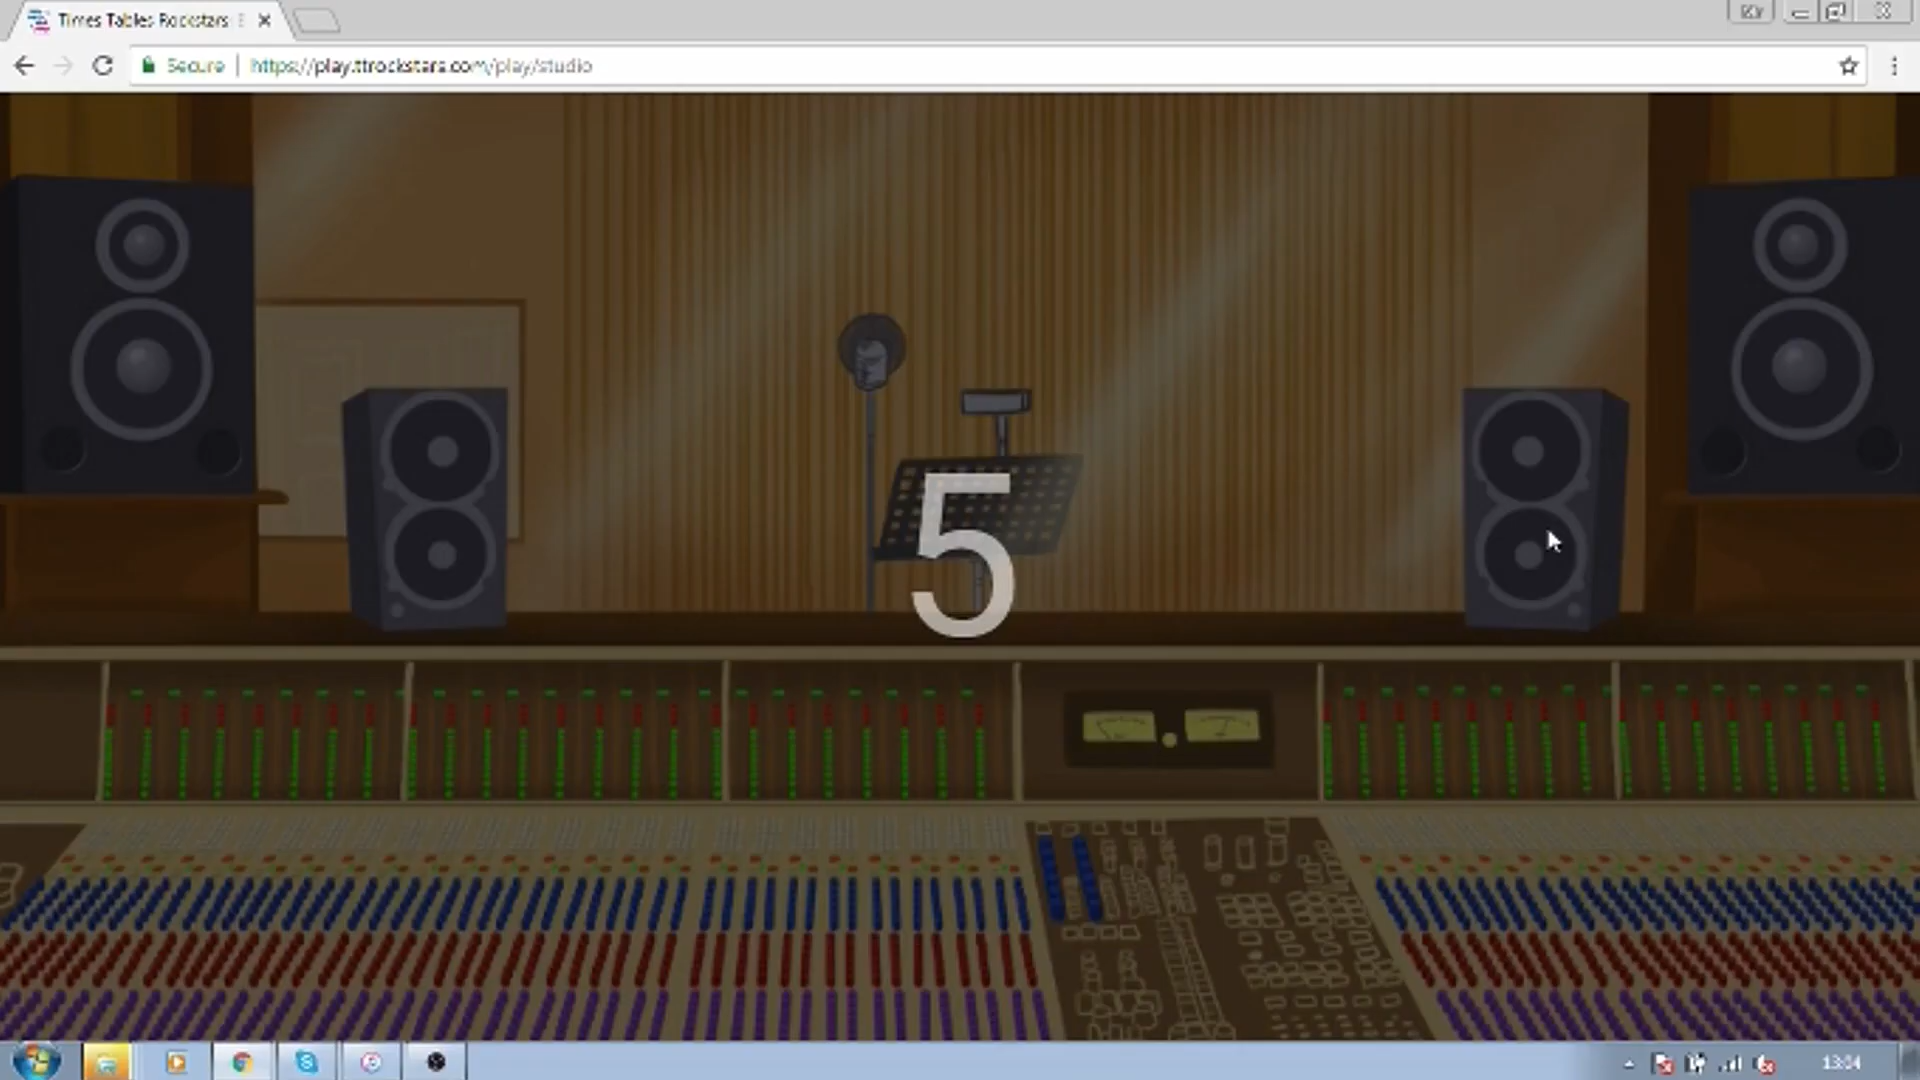 Times Tables Rockstars
Secure
https://play.ttrockstars.com/play/studio
5
13:04